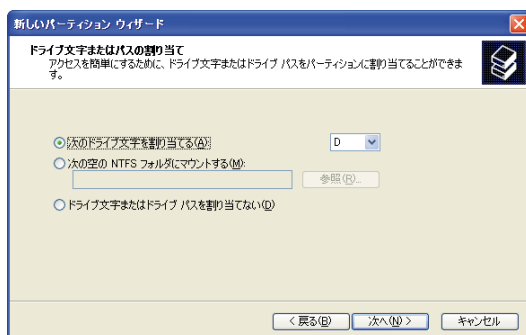 新しいパーティション ウィザード
ドライブ文字またはパスの割り当て
アクセスを簡単にするために、ドライブ文字またはドライブ パスをパーティションに割り当てることができま
す。
次のドライブ文字を割り当てる(A): D
次の空の NTFS フォルダにマウントする(M):
参照(R)...
ドライブ文字またはドライブ パスを割り当てない(D)
< 戻る(B) 次へ(N) > キャンセル